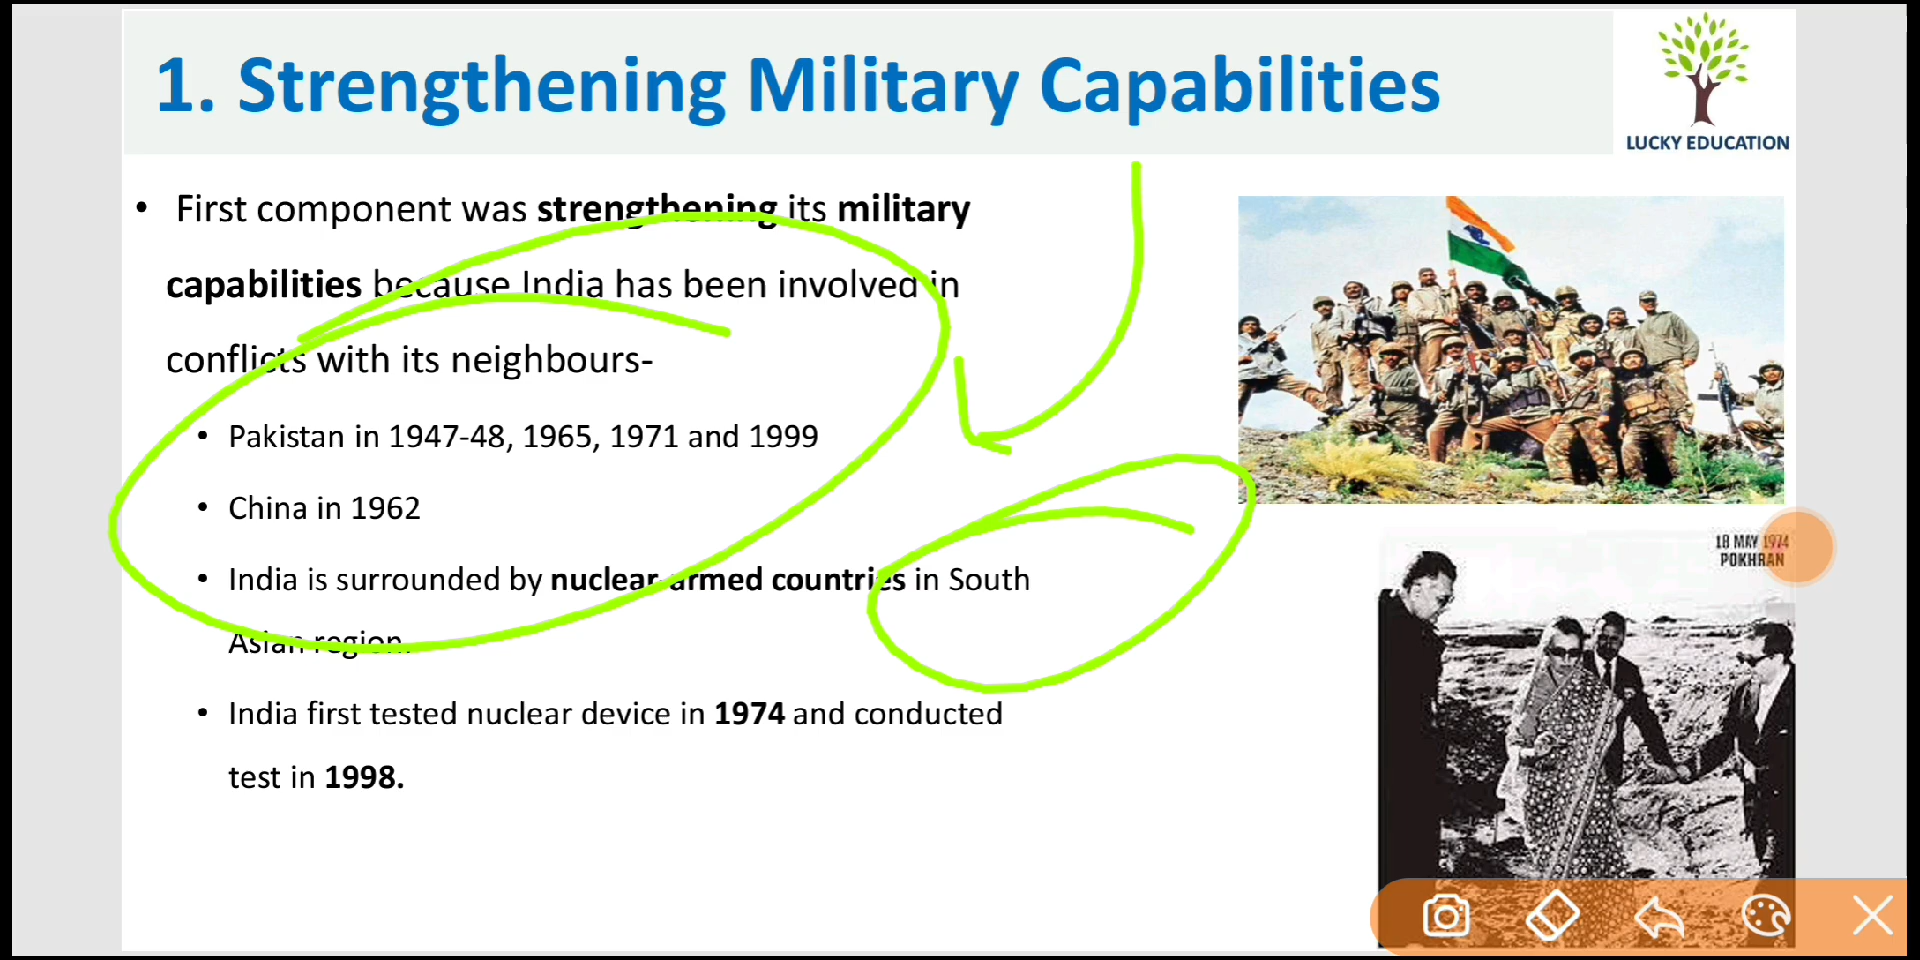 1. Strengthening Military Capabilities
LUCKY EDUCATION
• First component was strengthening its military
capabilities because India has been involved in
conflicts with its neighbours-
• Pakistan in 1947-48, 1965, 1971 and 1999
• China in 1962
• India is surrounded by nuclear-armed countries in South
Asian region.
• India first tested nuclear device in 1974 and conducted
test in 1998.
18 MAY 1974
POKHRAN